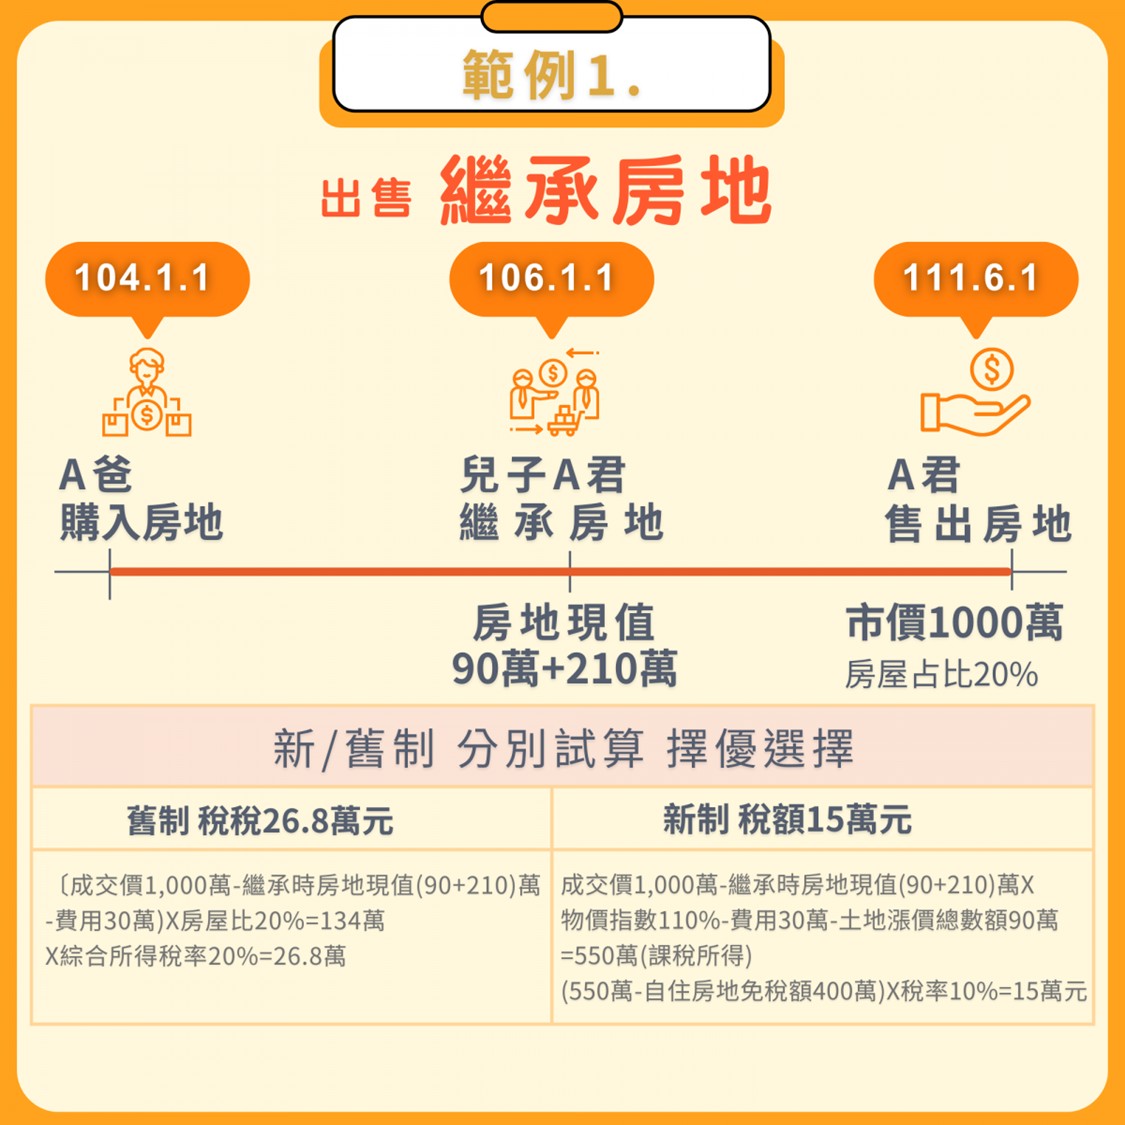 範例1.
出售 繼承房地
104.1.1
106.1.1
111.6.1
A爸
購入房地
兒子A君
繼承房地
A君
售出房地
房地現值
90萬+210萬
市價1000萬
房屋占比20%
新/舊制 分別試算 擇優選擇
舊制 稅稅26.8萬元
新制 稅額15萬元
〔成交價1,000萬-繼承時房地現值(90+210)萬
-費用30萬)X房屋比20%=134萬
X綜合所得稅率20%=26.8萬
成交價1,000萬-繼承時房地現值(90+210)萬X
物價指數110%-費用30萬-土地漲價總數額90萬
=550萬(課稅所得)
(550萬-自住房地免稅額400萬)X稅率10%=15萬元